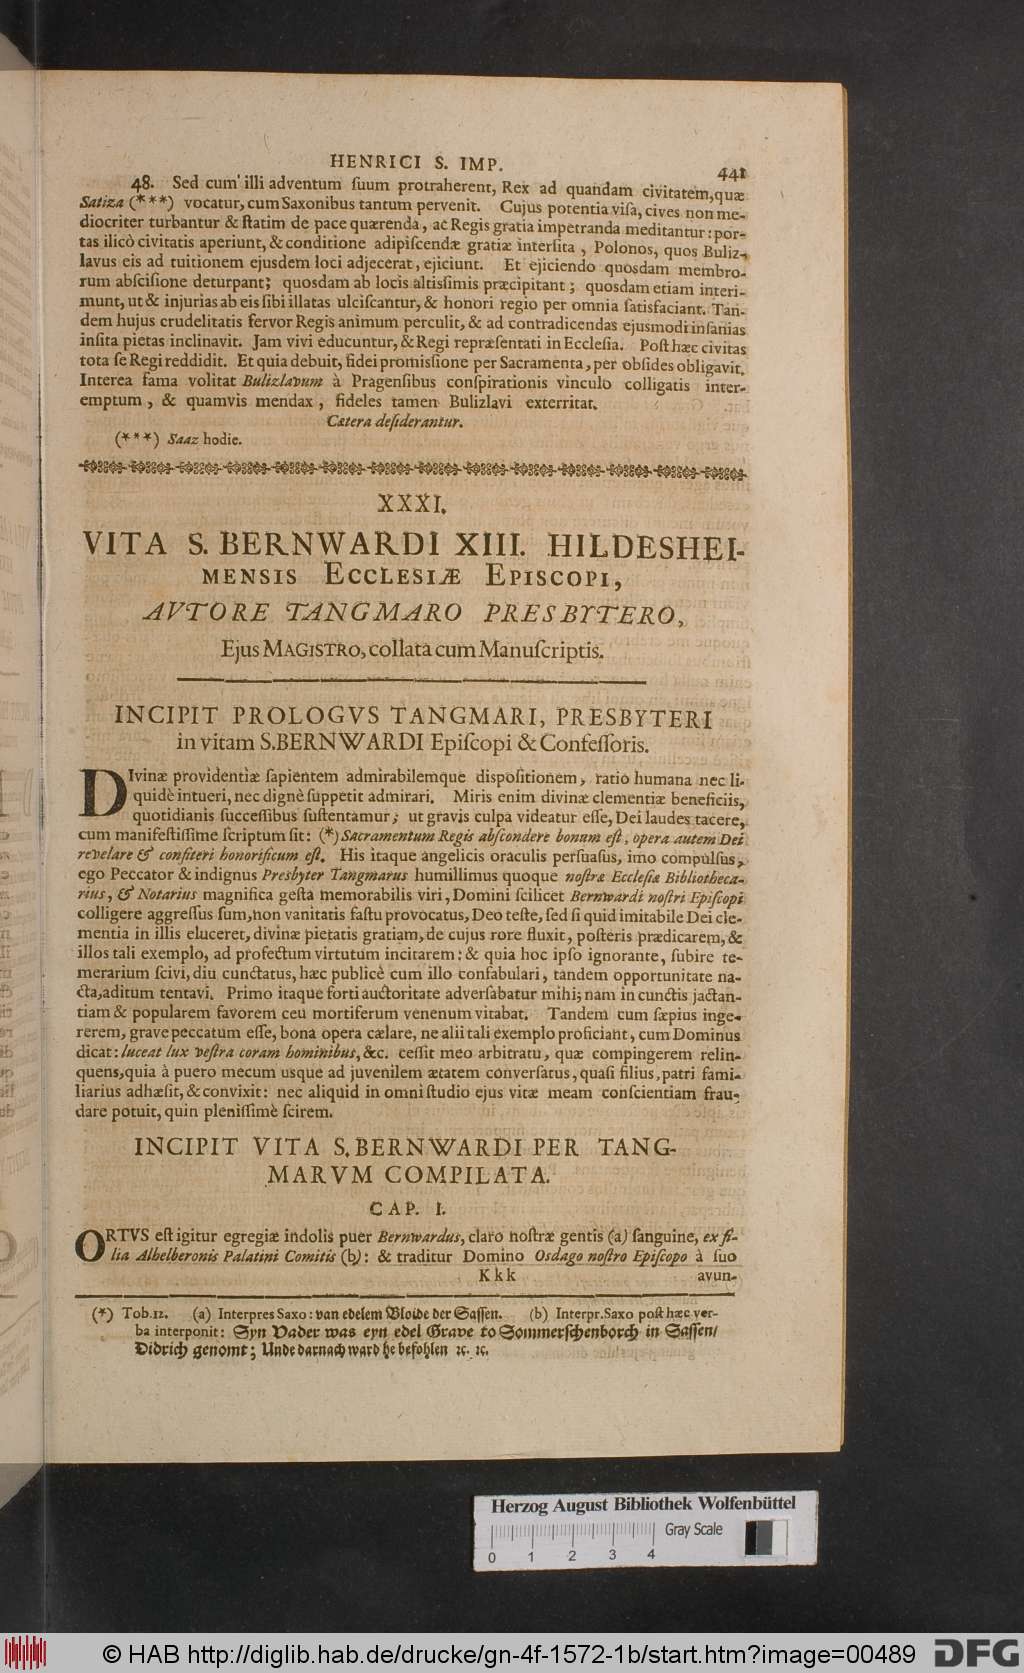 HENRICI S. IMP. 441
48. Sed cum illi adventum ſuum protraherent, Rex ad quandam civitatem, quæ
Satiza (***) vocatur, cum Saxonibus tantum pervenit. Cujus potentia viſa, cives non me-
diocriter turbantur & ſtatim de pace quærenda, ac Regis gratia impetranda meditantur: por-
tas ilicò civitatis aperiunt, & conditione adipiſcendæ gratiæ interſita, Polonos, quos Buliz-
lavus eis ad tuitionem ejusdem loci adjecerat, ejiciunt. Et ejiciendo quosdam membro-
rum abſciſione deturpant; quosdam ab locis altiſſimis præcipitant; quosdam etiam interi-
munt, ut & injurias ab eis ſibi illatas ulciſcantur, & honori regio per omnia ſatisfaciant. Tan-
dem hujus crudelitatis fervor Regis animum perculit, & ad contradicendas ejusmodi inſanias
inſita pietas inclinavit. Jam vivi educuntur, & Regi repræſentati in Eccleſia. Poſt hæc civitas
tota ſe Regi reddidit. Et quia debuit, fidei promiſſione per Sacramenta, per obſides obligavit.
Interea fama volitat Bulizlavum à Pragenſibus conſpirationis vinculo colligatis inter-
emptum, & quamvis mendax, fideles tamen Bulizlavi exterritat.
Cætera deſiderantur.
(***) Saaz hodie.
XXXI.
VITA S. BERNWARDI XIII. HILDESHEI-
MENSIS ECCLESIÆ EPISCOPI,
AVTORE TANGMARO PRESBYTERO,
Ejus MAGISTRO, collata cum Manuſcriptis.
INCIPIT PROLOGVS TANGMARI, PRESBYTERI
in vitam S. BERNWARDI Epiſcopi & Confeſſoris.
DIvinæ providentiæ ſapientem admirabilemque dispoſitionem, ratio humana nec li-
quidè intueri, nec dignè ſuppetit admirari. Miris enim divinæ clementiæ beneficiis,
quotidianis ſucceſſibus ſuſtentamur; ut gravis culpa videatur eſſe, Dei laudes tacere,
cum manifeſtiſſime ſcriptum ſit: (*) Sacramentum Regis abſcondere bonum eſt, opera autem Dei
revelare & confiteri honorificum eſt. His itaque angelicis oraculis perſuaſus, imo compulſus,
ego Peccator & indignus Presbyter Tangmarus humillimus quoque noſtræ Eccleſiæ Bibliotheca-
rius, & Notarius magnifica geſta memorabilis viri, Domini ſcilicet Bernwardi noſtri Epiſcopi
colligere aggreſſus ſum, non vanitatis faſtu provocatus, Deo teſte, ſed ſi quid imitabile Dei cle-
mentia in illis eluceret, divinæ pietatis gratiam, de cujus rore fluxit, poſteris prædicarem, &
illos tali exemplo, ad profectum virtutum incitarem: & quia hoc ipſo ignorante, ſubire te-
merarium ſcivi, diu cunctatus, hæc publicè cum illo confabulari, tandem opportunitate na-
cta, aditum tentavi. Primo itaque forti auctoritate adverſabatur mihi; nam in cunctis jactan-
tiam & popularem favorem ceu mortiferum venenum vitabat. Tandem cum ſæpius inge-
rerem, grave peccatum eſſe, bona opera cælare, ne alii tali exemplo proficiant, cum Dominus
dicat: luceat lux veſtra coram hominibus, &c. ceſſit meo arbitratu, quæ compingerem relin-
quens, quia à puero mecum usque ad juvenilem ætatem converſatus, quaſi filius, patri fami-
liarius adhæſit, & convixit: nec aliquid in omni ſtudio ejus vitæ meam conſcientiam frau-
dare potuit, quin pleniſſimè ſcirem.
INCIPIT VITA S. BERNWARDI PER TANG-
MARVM COMPILATA.
CAP. I.
ORTVS eſt igitur egregiæ indolis puer Bernwardus, claro noſtræ gentis (a) ſanguine, ex fi-
lia Albelberonis Palatini Comitis (b): & traditur Domino Osdago noſtro Epiſcopo à ſuo
Kkk avun-
(*) Tob. 12. (a) Interpres Saxo: van edelem Bloide der Saſſen. (b) Interpr. Saxo poſt hæc ver-
ba interponit: Syn Vader was eyn edel Grave to Sommerſchenborch in Saſſen/
Didrich genomt; Unde darnach ward he befohlen ꝛc. ꝛc.
Herzog August Bibliothek Wolfenbüttel
Gray Scale
0 1 2 3 4
© HAB http://diglib.hab.de/drucke/gn-4f-1572-1b/start.htm?image=00489 DFG